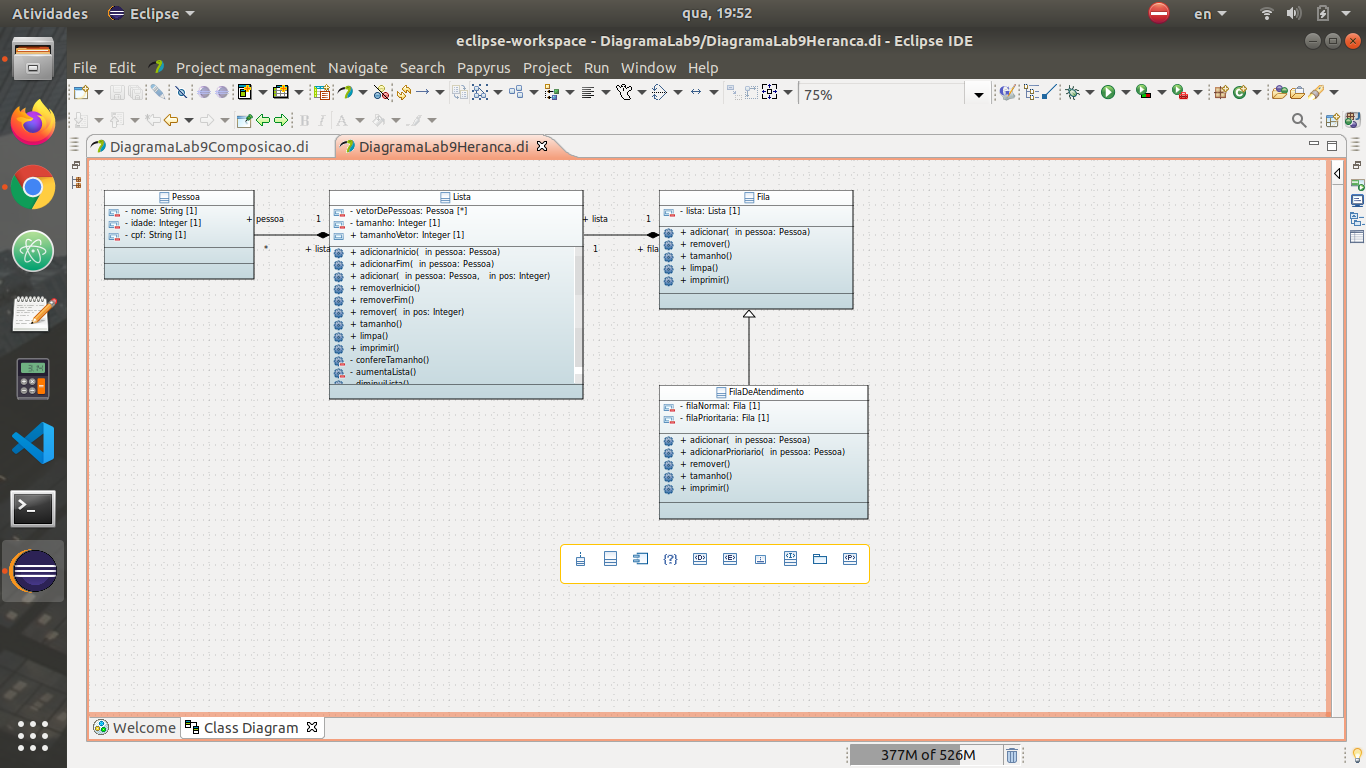 Atividades Eclipse qua, 19:52 en
eclipse-workspace - DiagramaLab9/DiagramaLab9Heranca.di - Eclipse IDE
File Edit Project management Navigate Search Papyrus Project Run Window Help
75%
DiagramaLab9Composicao.di DiagramaLab9Heranca.di
Pessoa
- nome: String [1]
- idade: Integer [1]
- cpf: String [1]
+ pessoa 1
* + lista
Lista
- vetorDePessoas: Pessoa [*]
- tamanho: Integer [1]
+ tamanhoVetor: Integer [1]
+ adicionarInicio( in pessoa: Pessoa)
+ adicionarFim( in pessoa: Pessoa)
+ adicionar( in pessoa: Pessoa, in pos: Integer)
+ removerInicio()
+ removerFim()
+ remover( in pos: Integer)
+ tamanho()
+ limpa()
+ imprimir()
- confereTamanho()
- aumentaLista()
- diminuiLista()
+ lista 1
1 + fila
Fila
- lista: Lista [1]
+ adicionar( in pessoa: Pessoa)
+ remover()
+ tamanho()
+ limpa()
+ imprimir()
FilaDeAtendimento
- filaNormal: Fila [1]
- filaPrioritaria: Fila [1]
+ adicionar( in pessoa: Pessoa)
+ adicionarPrioriario( in pessoa: Pessoa)
+ remover()
+ tamanho()
+ imprimir()
Welcome Class Diagram
377M of 526M